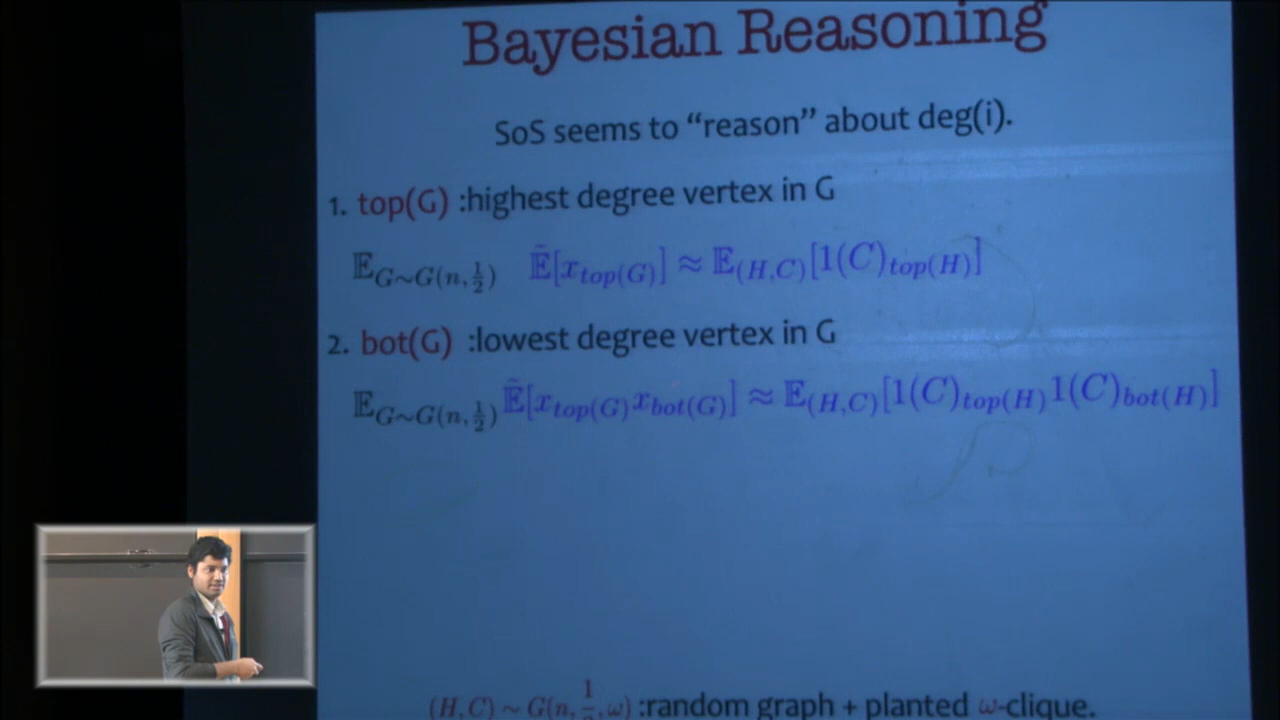 Bayesian Reasoning
SoS seems to “reason” about deg(i).
1. top(G) :highest degree vertex in G
𝔼_{G∼G(n,1/2)} Ẽ[x_{top(G)}] ≈ 𝔼_{(H,C)}[1(C)_{top(H)}]
2. bot(G) :lowest degree vertex in G
𝔼_{G∼G(n,1/2)} Ẽ[x_{top(G)}x_{bot(G)}] ≈ 𝔼_{(H,C)}[1(C)_{top(H)}1(C)_{bot(H)}]
(H,C) ∼ G(n,1/2,ω) :random graph + planted ω-clique.